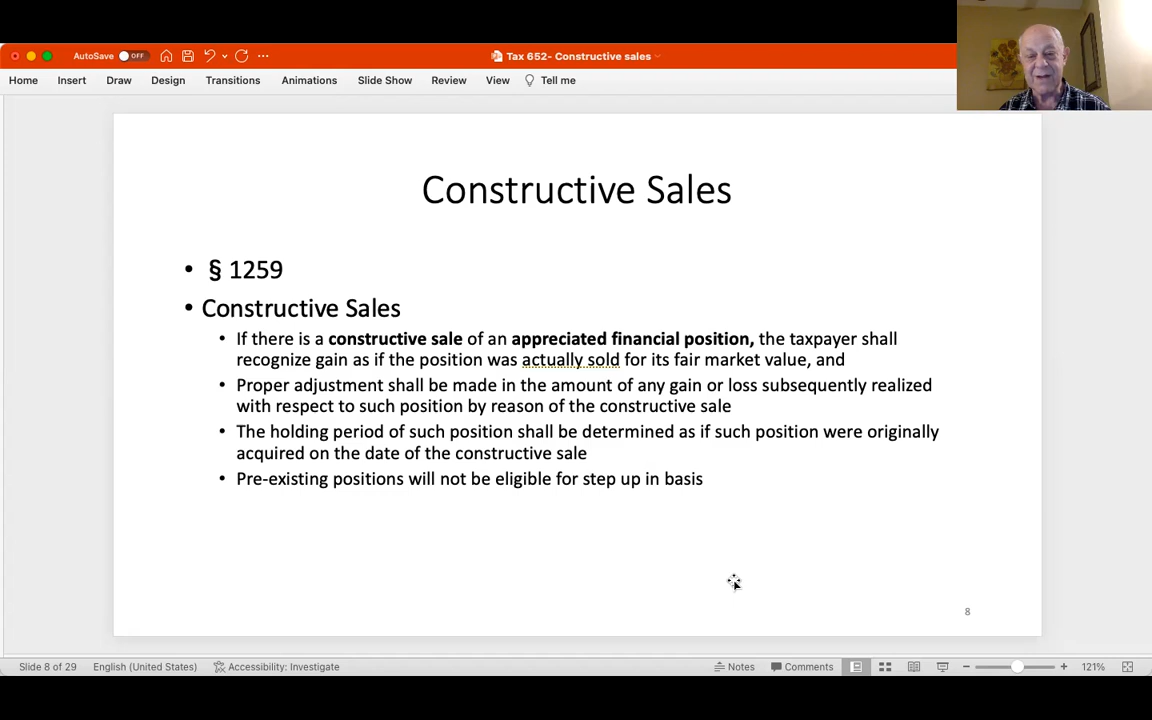 AutoSave OFF
Tax 652- Constructive sales
Home Insert Draw Design Transitions Animations Slide Show Review View Tell me
Constructive Sales
• § 1259
• Constructive Sales
• If there is a constructive sale of an appreciated financial position, the taxpayer shall
recognize gain as if the position was actually sold for its fair market value, and
• Proper adjustment shall be made in the amount of any gain or loss subsequently realized
with respect to such position by reason of the constructive sale
• The holding period of such position shall be determined as if such position were originally
acquired on the date of the constructive sale
• Pre-existing positions will not be eligible for step up in basis
8
Slide 8 of 29 English (United States) Accessibility: Investigate Notes Comments 121%